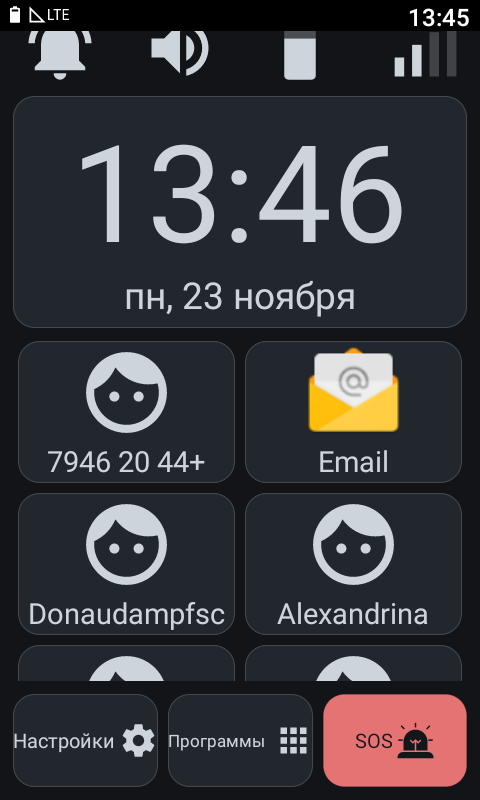 LTE 13:45
13:46
пн, 23 ноября
7946 20 44+ Email
Donaudampfsc Alexandrina
Настройки Программы SOS